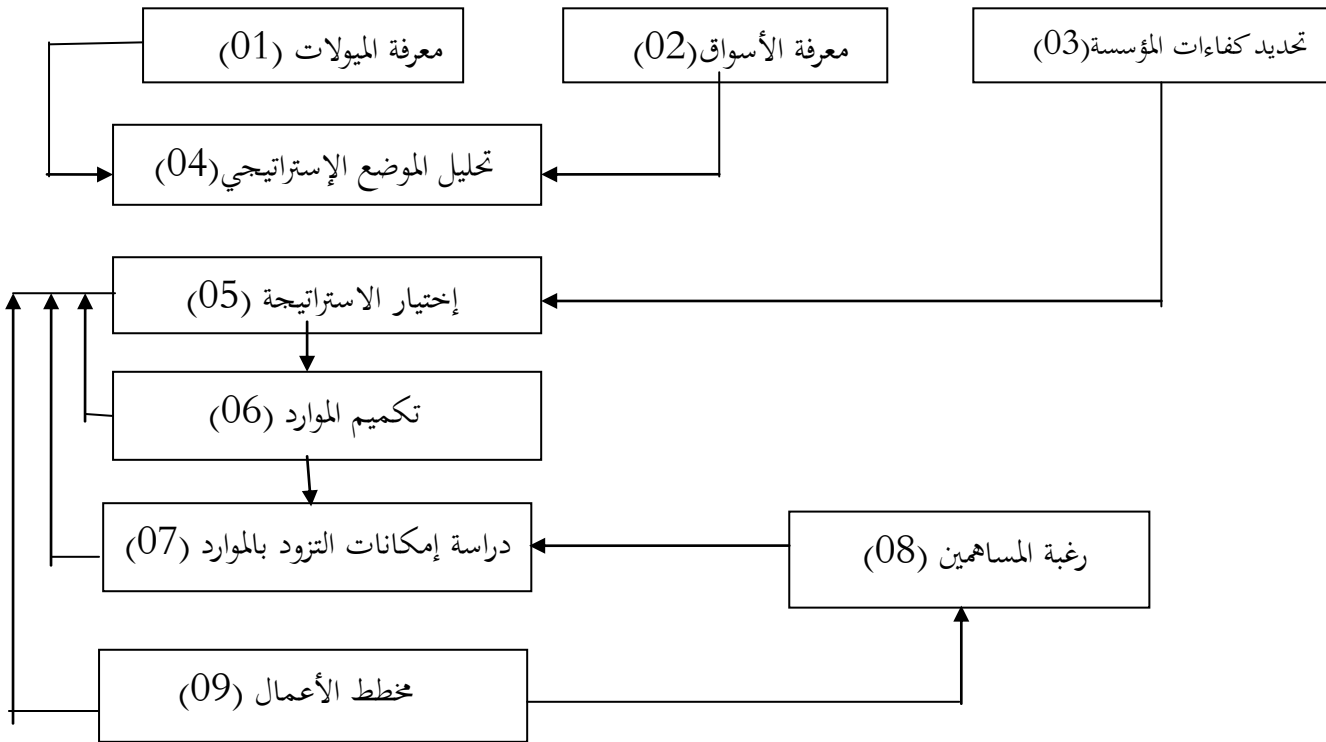 معرفة الميولات (01)
معرفة الأسواق(02)
تحديد كفاءات المؤسسة(03)
تحليل الموضع الإستراتيجي(04)
إختيار الاستراتيجة (05)
تكميم الموارد (06)
دراسة إمكانات التزود بالموارد (07)
رغبة المساهمين (08)
مخطط الأعمال (09)